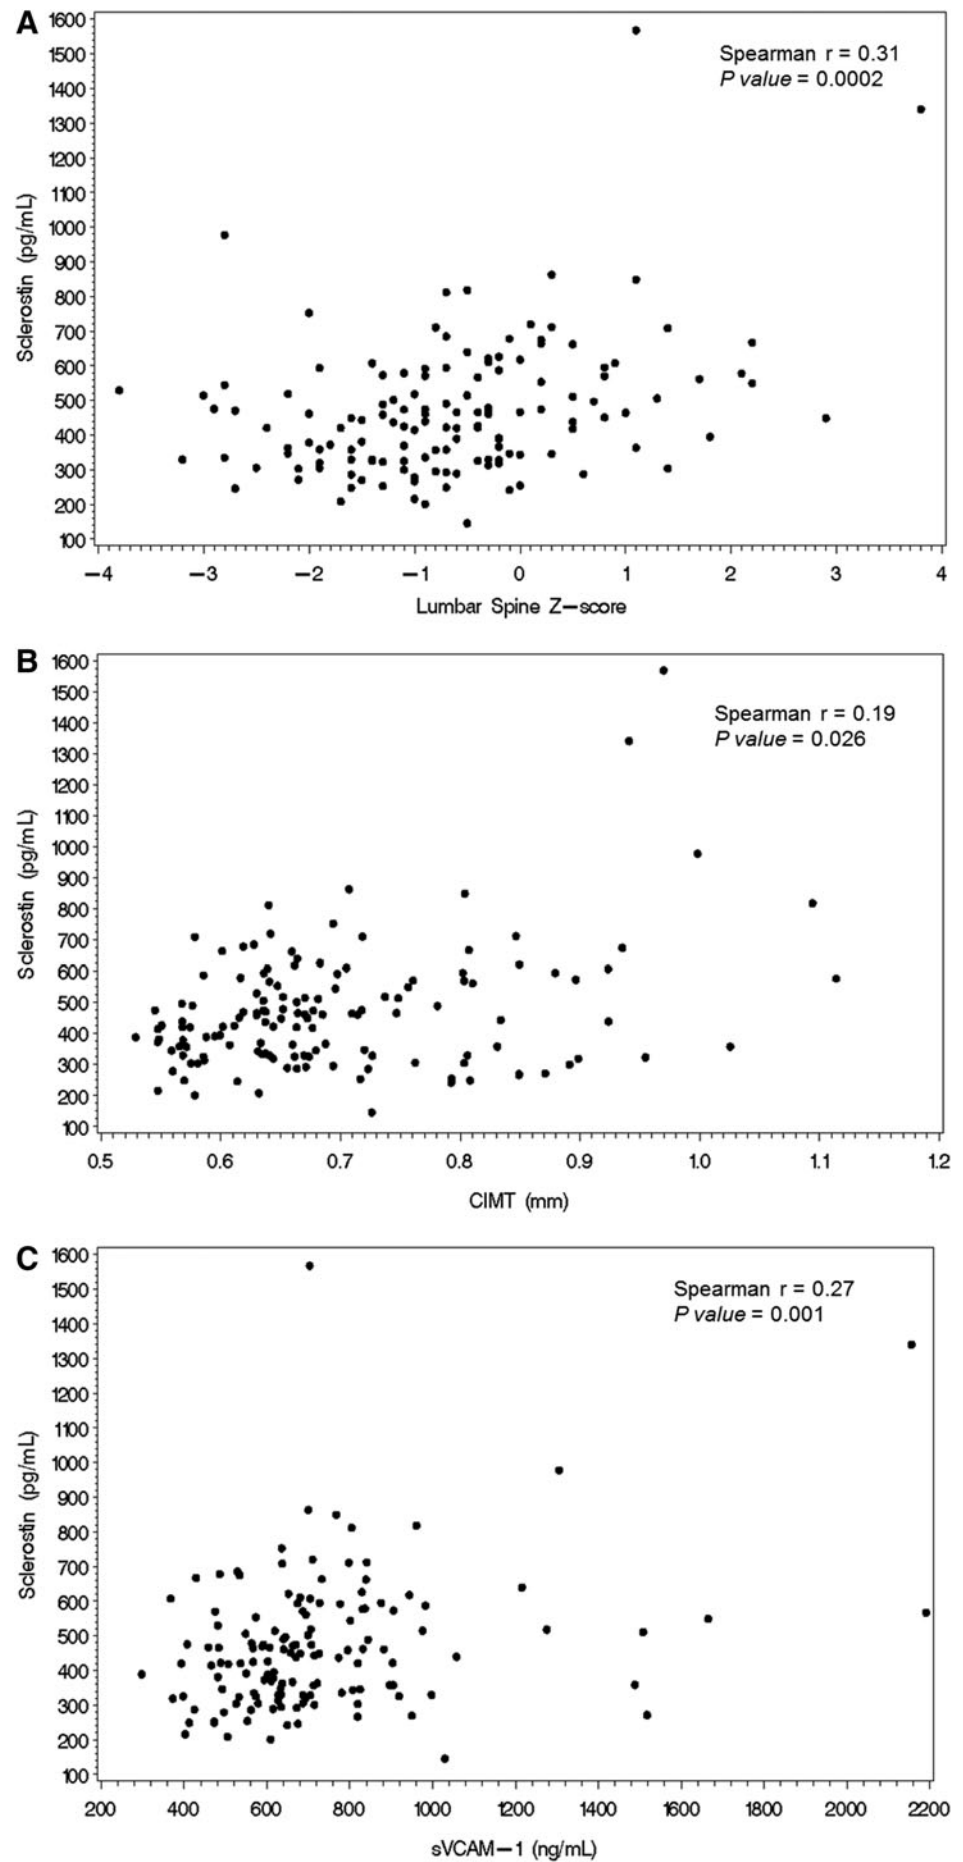 A
1600
1500
1400
1300
1200
1100
1000
900
800
700
600
500
400
300
200
100
Sclerostin (pg/mL)
Spearman r = 0.31
P value = 0.0002
−4 −3 −2 −1 0 1 2 3 4
Lumbar Spine Z−score
B
1600
1500
1400
1300
1200
1100
1000
900
800
700
600
500
400
300
200
100
Sclerostin (pg/mL)
Spearman r = 0.19
P value = 0.026
0.5 0.6 0.7 0.8 0.9 1.0 1.1 1.2
CIMT (mm)
C
1600
1500
1400
1300
1200
1100
1000
900
800
700
600
500
400
300
200
100
Sclerostin (pg/mL)
Spearman r = 0.27
P value = 0.001
200 400 600 800 1000 1200 1400 1600 1800 2000 2200
sVCAM−1 (ng/mL)